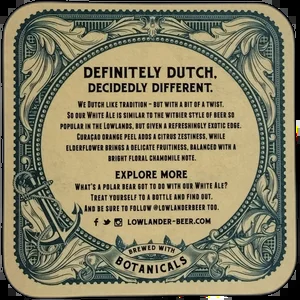 DEFINITELY DUTCH.
DECIDEDLY DIFFERENT.
WE DUTCH LIKE TRADITION – BUT WITH A BIT OF A TWIST.
SO OUR WHITE ALE IS SIMILAR TO THE WITBIER STYLE OF BEER SO
POPULAR IN THE LOWLANDS, BUT GIVEN A REFRESHINGLY EXOTIC EDGE.
CURAÇAO ORANGE PEEL ADDS A CITRUS ZESTINESS, WHILE
ELDERFLOWER BRINGS A DELICATE FRUITINESS, BALANCED WITH A
BRIGHT FLORAL CHAMOMILE NOTE.
EXPLORE MORE
WHAT'S A POLAR BEAR GOT TO DO WITH OUR WHITE ALE?
TREAT YOURSELF TO A BOTTLE AND FIND OUT.
AND BE SURE TO FOLLOW @LOWLANDERBEER TOO.
LOWLANDER-BEER.COM
BREWED WITH
BOTANICALS